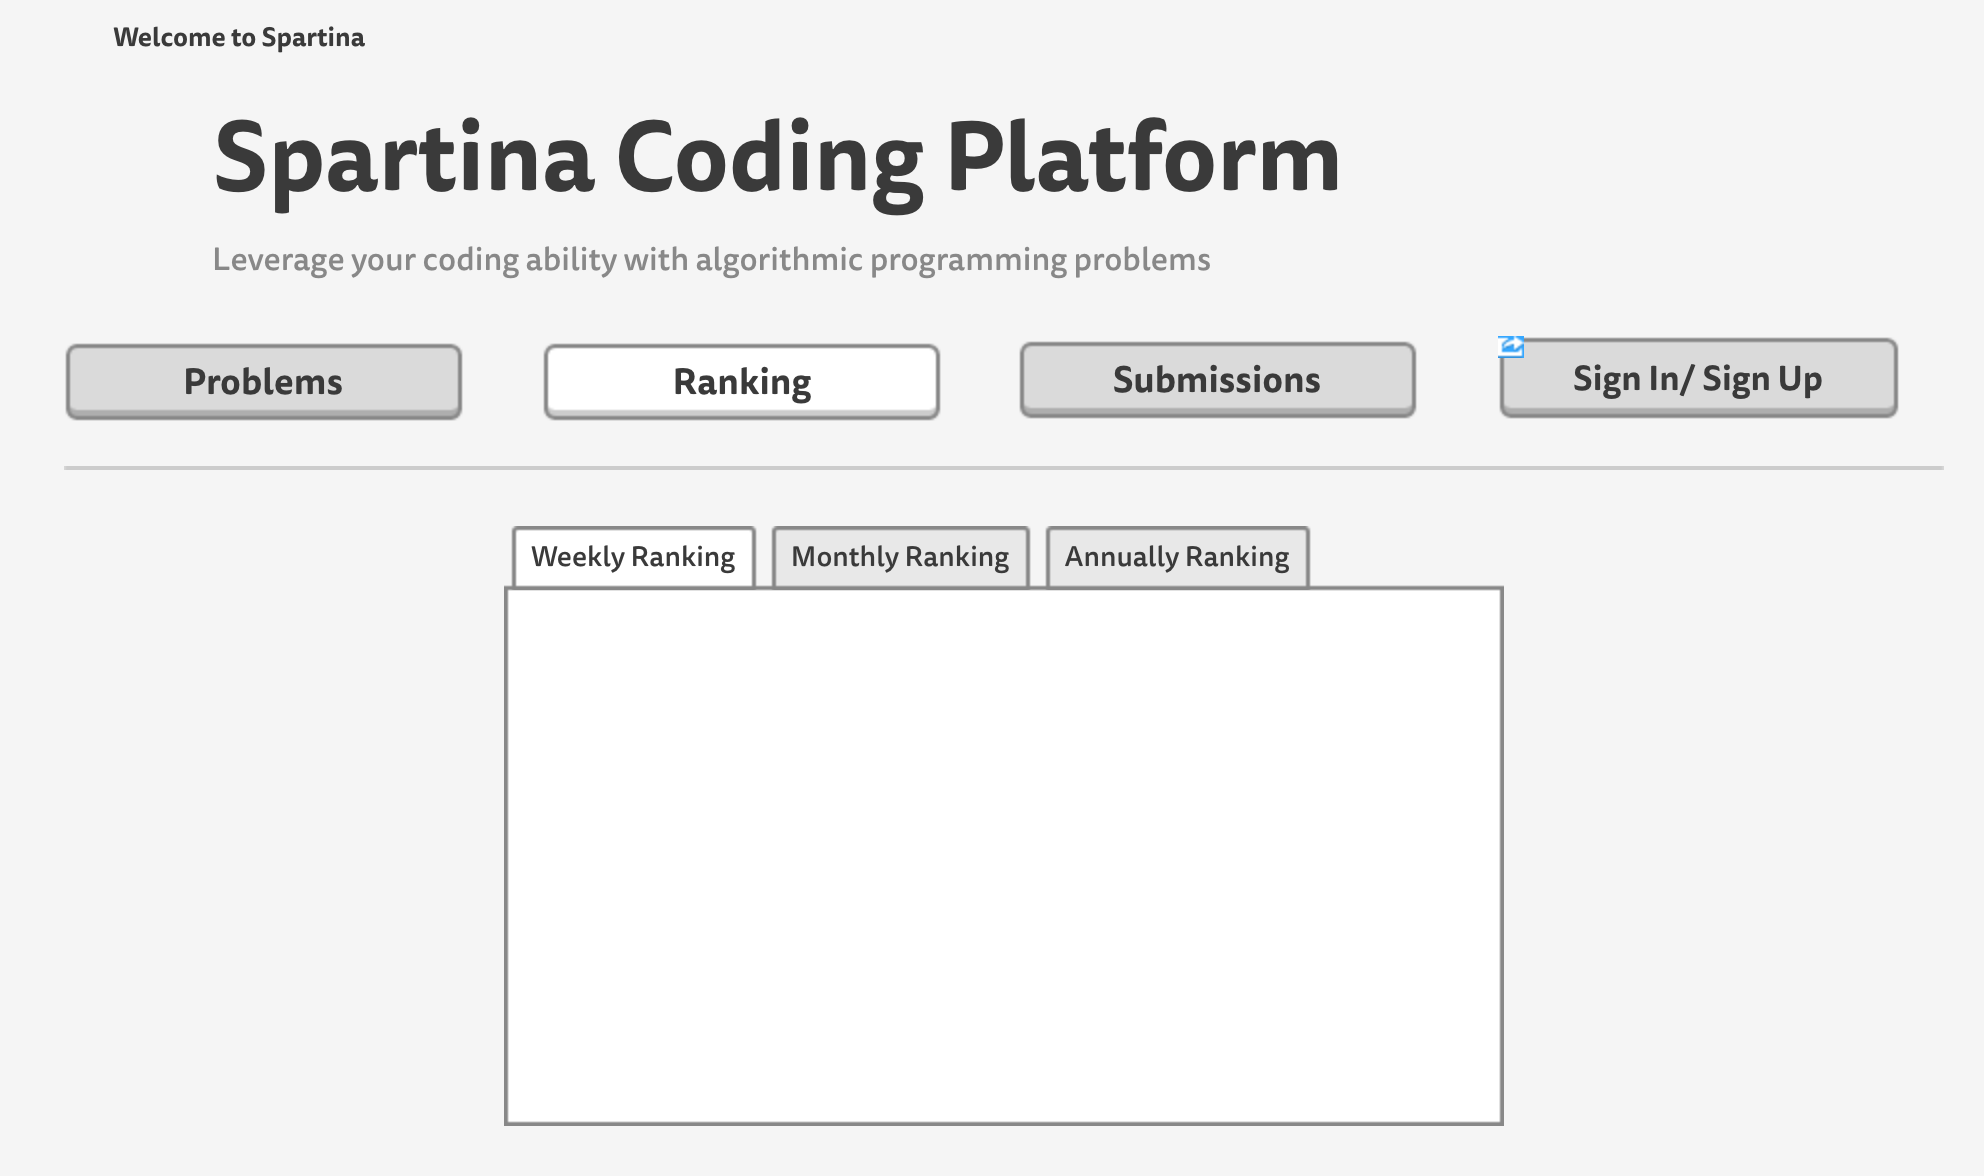 Welcome to Spartina
Spartina Coding Platform
Leverage your coding ability with algorithmic programming problems
Problems
Ranking
Submissions
Sign In/ Sign Up
Weekly Ranking
Monthly Ranking
Annually Ranking